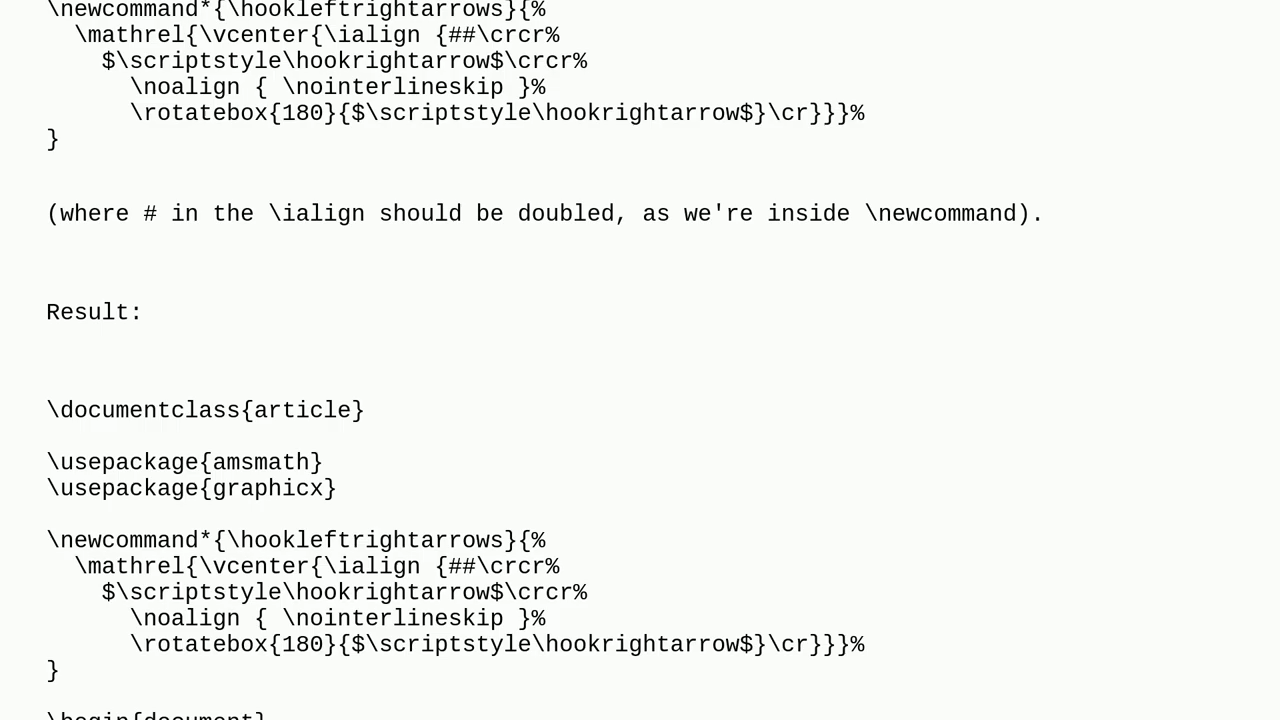 \newcommand*{\hookleftrightarrows}{%
  \mathrel{\vcenter{\ialign {##\crcr%
    $\scriptstyle\hookrightarrow$\crcr%
      \noalign { \nointerlineskip }%
      \rotatebox{180}{$\scriptstyle\hookrightarrow$}\cr}}}%
}
(where # in the \ialign should be doubled, as we're inside \newcommand).
Result:
\documentclass{article}
\usepackage{amsmath}
\usepackage{graphicx}
\newcommand*{\hookleftrightarrows}{%
  \mathrel{\vcenter{\ialign {##\crcr%
    $\scriptstyle\hookrightarrow$\crcr%
      \noalign { \nointerlineskip }%
      \rotatebox{180}{$\scriptstyle\hookrightarrow$}\cr}}}%
}
\begin{document}